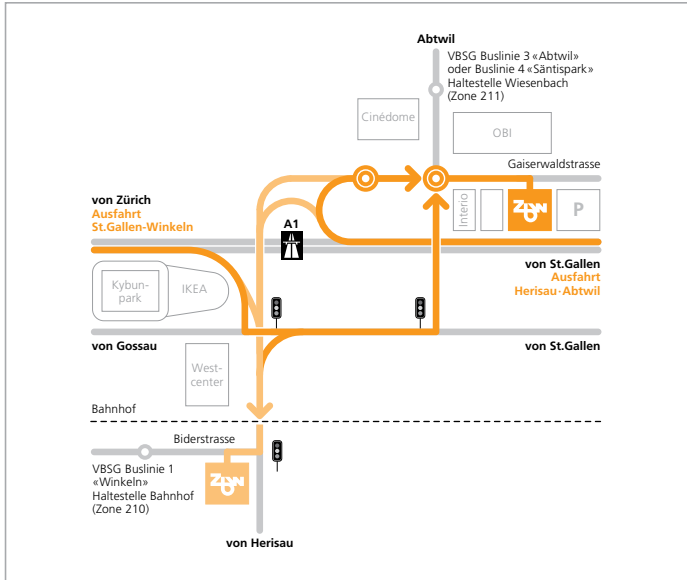 Abtwil
VBSG Buslinie 3 «Abtwil»
oder Buslinie 4 «Säntispark»
Haltestelle Wiesenbach
(Zone 211)
Cinédome
OBI
Gaiserwaldstrasse
von Zürich
Ausfahrt
St.Gallen-Winkeln
A1
Interio
P
von St.Gallen
Ausfahrt
Herisau-Abtwil
Kybun-
park
IKEA
von Gossau
von St.Gallen
West-
center
Bahnhof
Biderstrasse
VBSG Buslinie 1
«Winkeln»
Haltestelle Bahnhof
(Zone 210)
von Herisau